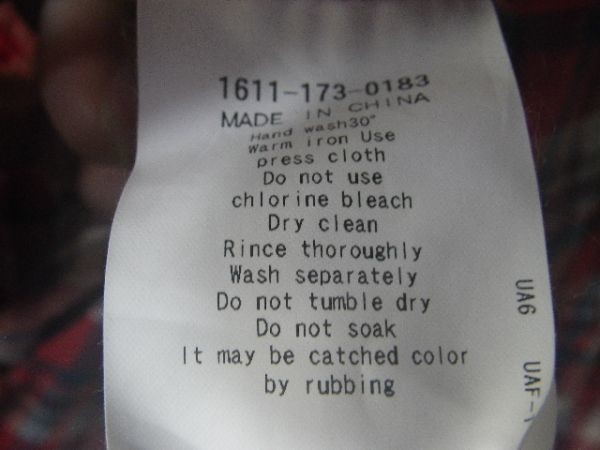 1611-173-0183
MADE IN CHINA
Hand wash30°
Warm iron Use
press cloth
Do not use
chlorine bleach
Dry clean
Rince thoroughly
Wash separately
Do not tumble dry
Do not soak
It may be catched color
by rubbing
UA6 UAF-